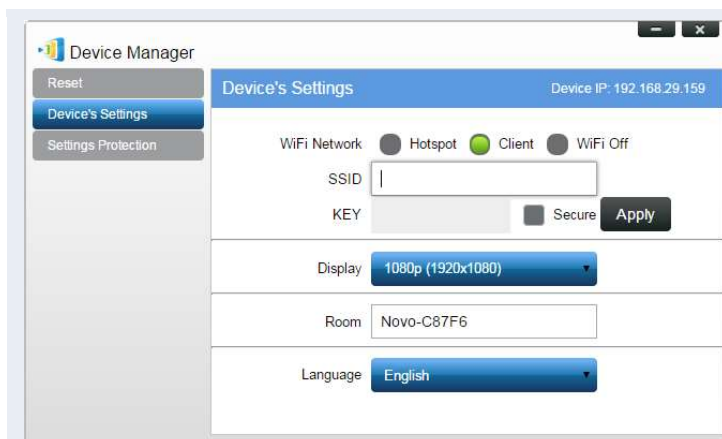 Device Manager
Reset
Device's Settings
Settings Protection
Device's Settings Device IP: 192.168.29.159
WiFi Network Hotspot Client WiFi Off
SSID
KEY Secure Apply
Display 1080p (1920x1080)
Room Novo-C87F6
Language English